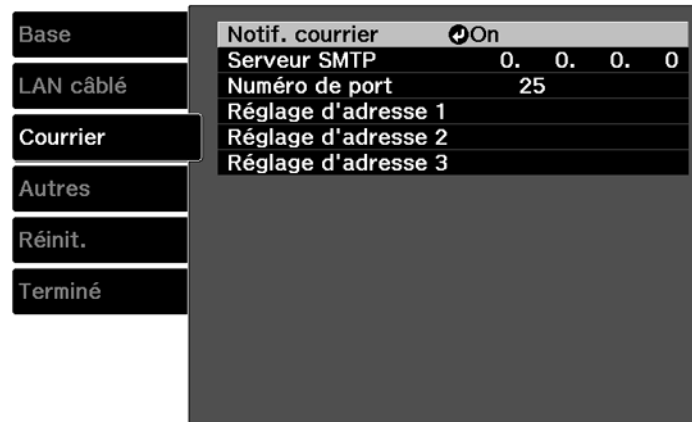 Base
LAN câblé
Courrier
Autres
Réinit.
Terminé
Notif. courrier On
Serveur SMTP 0. 0. 0. 0
Numéro de port 25
Réglage d'adresse 1
Réglage d'adresse 2
Réglage d'adresse 3